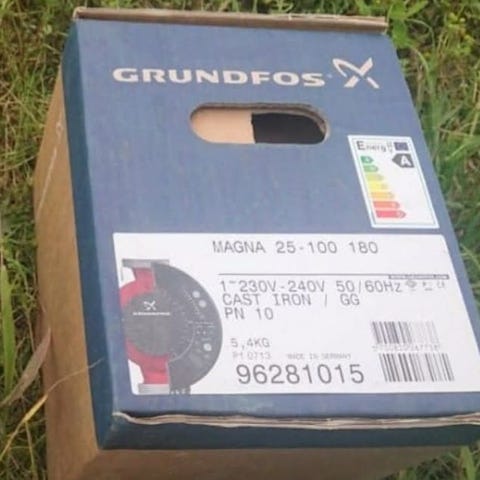 GRUNDFOS
Energy
A
MAGNA 25-100 180
1~230V-240V 50/60Hz
CAST IRON / GG
PN 10
5,4KG
P1 0713 MADE IN GERMANY
96281015